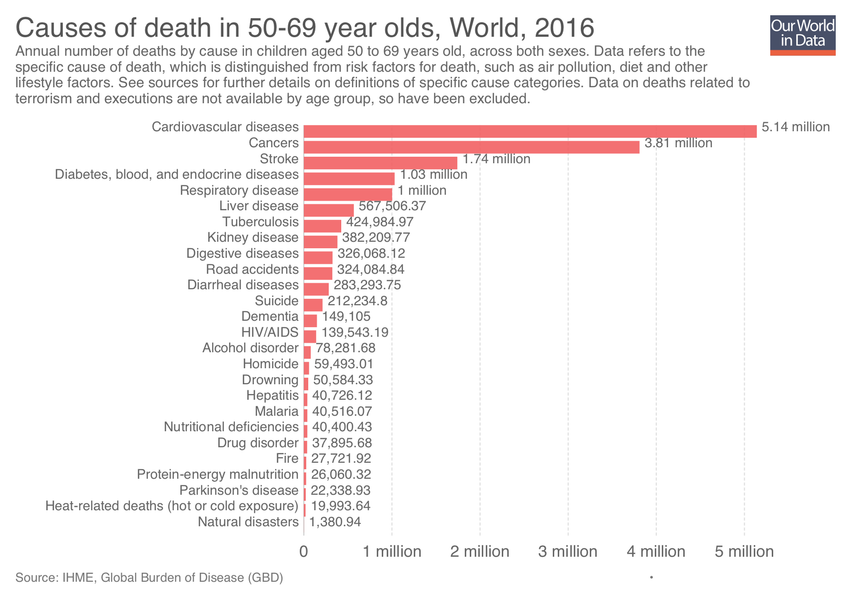 Causes of death in 50-69 year olds, World, 2016
Our World
in Data
Annual number of deaths by cause in children aged 50 to 69 years old, across both sexes. Data refers to the
specific cause of death, which is distinguished from risk factors for death, such as air pollution, diet and other
lifestyle factors. See sources for further details on definitions of specific cause categories. Data on deaths related to
terrorism and executions are not available by age group, so have been excluded.
Cardiovascular diseases 5.14 million
Cancers 3.81 million
Stroke 1.74 million
Diabetes, blood, and endocrine diseases 1.03 million
Respiratory disease 1 million
Liver disease 567,506.37
Tuberculosis 424,984.97
Kidney disease 382,209.77
Digestive diseases 326,068.12
Road accidents 324,084.84
Diarrheal diseases 283,293.75
Suicide 212,234.8
Dementia 149,105
HIV/AIDS 139,543.19
Alcohol disorder 78,281.68
Homicide 59,493.01
Drowning 50,584.33
Hepatitis 40,726.12
Malaria 40,516.07
Nutritional deficiencies 40,400.43
Drug disorder 37,895.68
Fire 27,721.92
Protein-energy malnutrition 26,060.32
Parkinson's disease 22,338.93
Heat-related deaths (hot or cold exposure) 19,993.64
Natural disasters 1,380.94
0 1 million 2 million 3 million 4 million 5 million
Source: IHME, Global Burden of Disease (GBD)